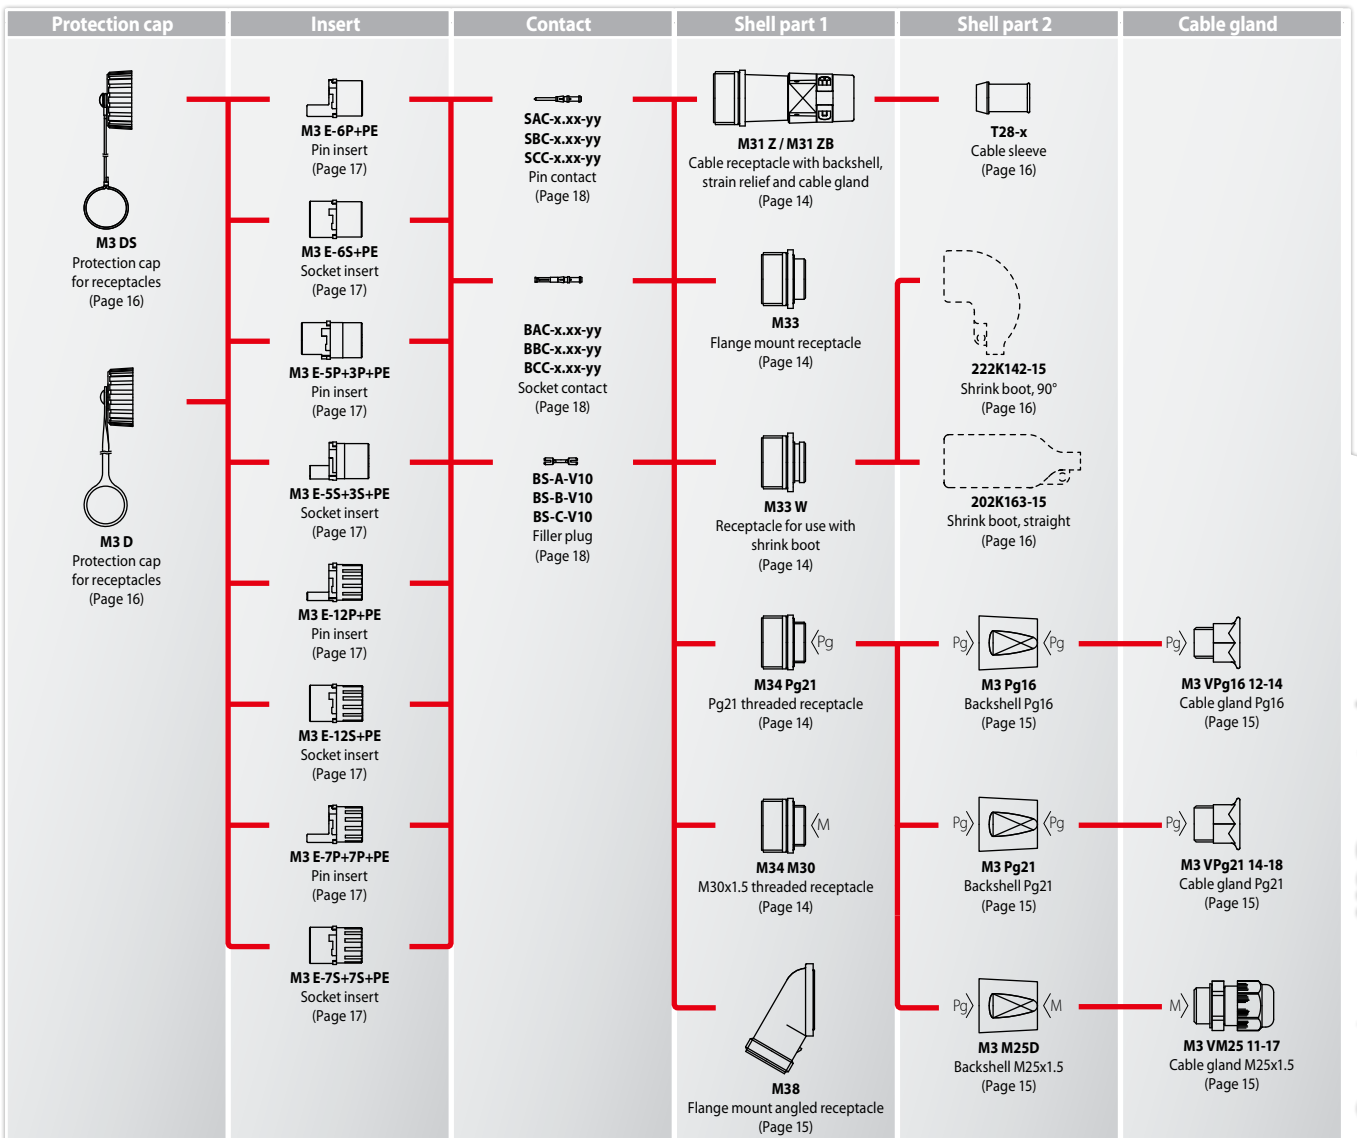 Protection cap
Insert
Contact
Shell part 1
Shell part 2
Cable gland
M3 DS
Protection cap
for receptacles
(Page 16)
M3 D
Protection cap
for receptacles
(Page 16)
M3 E-6P+PE
Pin insert
(Page 17)
M3 E-6S+PE
Socket insert
(Page 17)
M3 E-5P+3P+PE
Pin insert
(Page 17)
M3 E-5S+3S+PE
Socket insert
(Page 17)
M3 E-12P+PE
Pin insert
(Page 17)
M3 E-12S+PE
Socket insert
(Page 17)
M3 E-7P+7P+PE
Pin insert
(Page 17)
M3 E-7S+7S+PE
Socket insert
(Page 17)
SAC-x.xx-yy
SBC-x.xx-yy
SCC-x.xx-yy
Pin contact
(Page 18)
BAC-x.xx-yy
BBC-x.xx-yy
BCC-x.xx-yy
Socket contact
(Page 18)
BS-A-V10
BS-B-V10
BS-C-V10
Filler plug
(Page 18)
M31 Z / M31 ZB
Cable receptacle with backshell,
strain relief and cable gland
(Page 14)
M33
Flange mount receptacle
(Page 14)
M33 W
Receptacle for use with
shrink boot
(Page 14)
Pg
M34 Pg21
Pg21 threaded receptacle
(Page 14)
M
M34 M30
M30x1.5 threaded receptacle
(Page 14)
M38
Flange mount angled receptacle
(Page 15)
T28-x
Cable sleeve
(Page 16)
222K142-15
Shrink boot, 90°
(Page 16)
202K163-15
Shrink boot, straight
(Page 16)
Pg Pg
M3 Pg16
Backshell Pg16
(Page 15)
Pg Pg
M3 Pg21
Backshell Pg21
(Page 15)
Pg M
M3 M25D
Backshell M25x1.5
(Page 15)
Pg
M3 VPg16 12-14
Cable gland Pg16
(Page 15)
Pg
M3 VPg21 14-18
Cable gland Pg21
(Page 15)
M
M3 VM25 11-17
Cable gland M25x1.5
(Page 15)